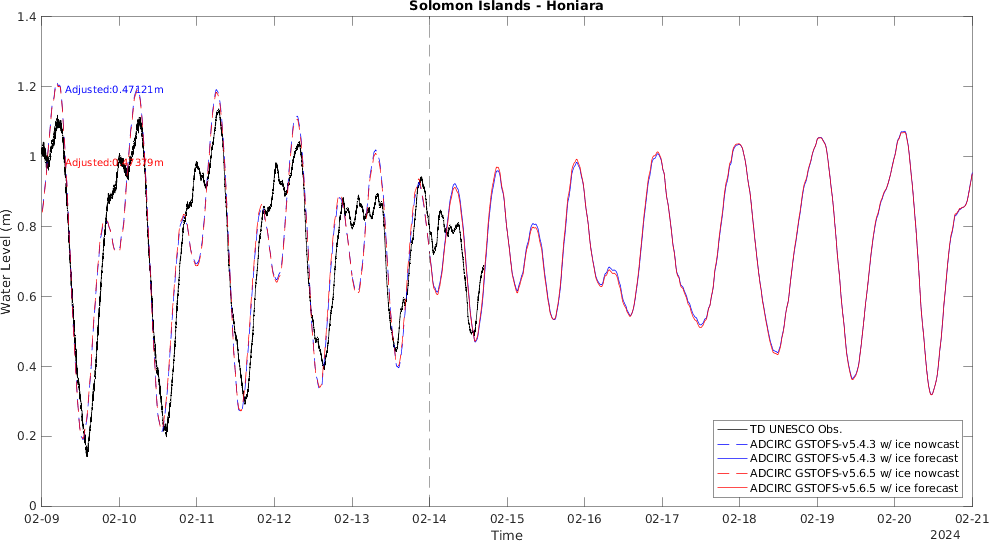 Solomon Islands - Honiara
1.4
1.2
1
0.8
0.6
0.4
0.2
0
Water Level (m)
Adjusted:0.47121m
Adjusted:0.47379m
TD UNESCO Obs.
ADCIRC GSTOFS-v5.4.3 w/ ice nowcast
ADCIRC GSTOFS-v5.4.3 w/ ice forecast
ADCIRC GSTOFS-v5.6.5 w/ ice nowcast
ADCIRC GSTOFS-v5.6.5 w/ ice forecast
02-09 02-10 02-11 02-12 02-13 02-14 02-15 02-16 02-17 02-18 02-19 02-20 02-21
Time
2024